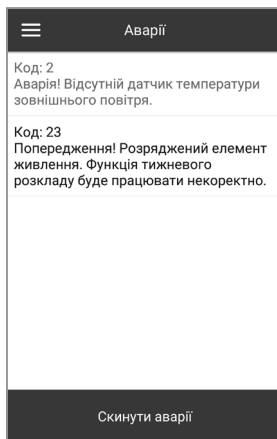 Аварії
Код: 2
Аварія! Відсутній датчик температури
зовнішнього повітря.
Код: 23
Попередження! Розряджений елемент
живлення. Функція тижневого
розкладу буде працювати некоректно.
Скинути аварії